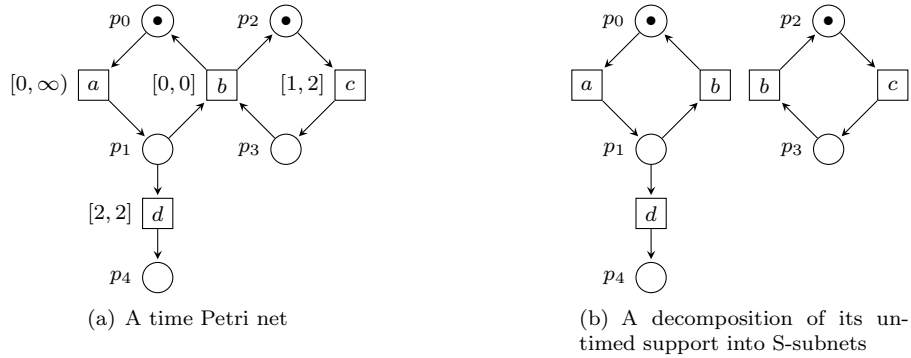 p0 p2 p0 p2
[0, ∞) a [0, 0] b [1, 2] c a b b c
p1 p3 p1 p3
[2, 2] d d
p4 p4
(a) A time Petri net
(b) A decomposition of its un-
timed support into S-subnets